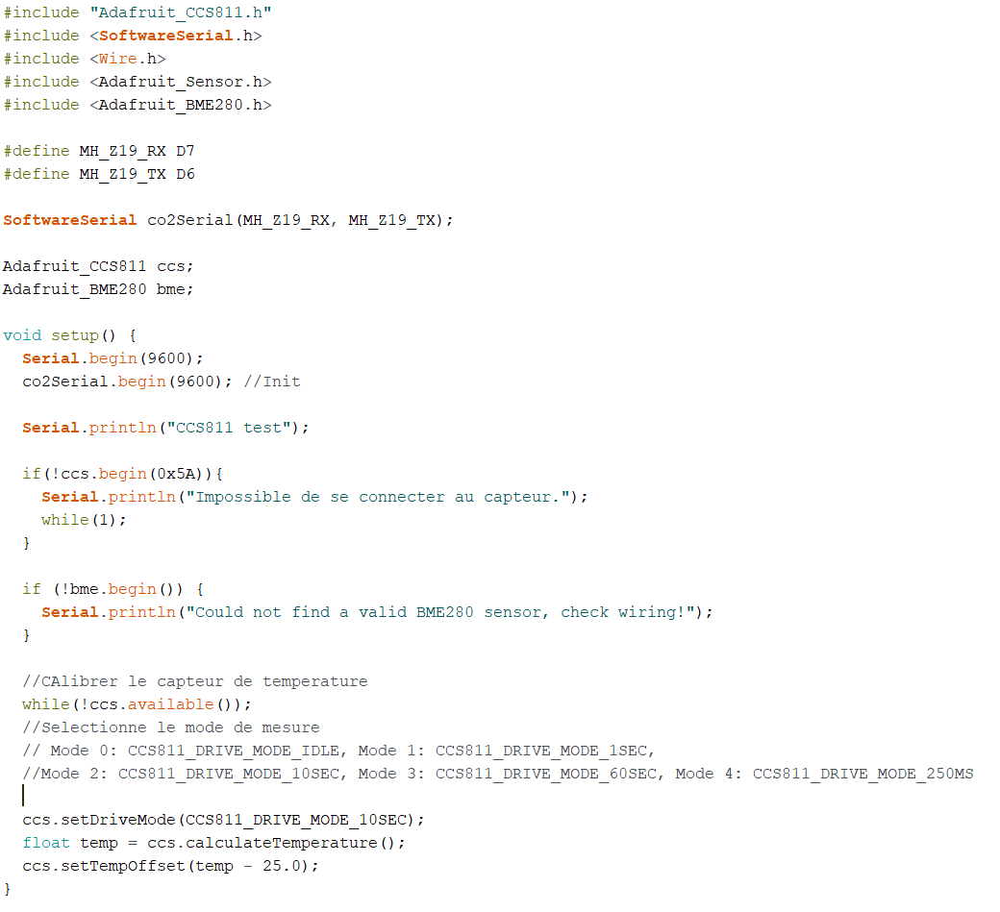 #include "Adafruit_CCS811.h"
#include <SoftwareSerial.h>
#include <Wire.h>
#include <Adafruit_Sensor.h>
#include <Adafruit_BME280.h>

#define MH_Z19_RX D7
#define MH_Z19_TX D6

SoftwareSerial co2Serial(MH_Z19_RX, MH_Z19_TX);

Adafruit_CCS811 ccs;
Adafruit_BME280 bme;

void setup() {
  Serial.begin(9600);
  co2Serial.begin(9600); //Init

  Serial.println("CCS811 test");

  if(!ccs.begin(0x5A)){
    Serial.println("Impossible de se connecter au capteur.");
    while(1);
  }

  if (!bme.begin()) {
    Serial.println("Could not find a valid BME280 sensor, check wiring!");
  }

  //CAlibrer le capteur de temperature
  while(!ccs.available());
  //Selectionne le mode de mesure
  // Mode 0: CCS811_DRIVE_MODE_IDLE, Mode 1: CCS811_DRIVE_MODE_1SEC,
  //Mode 2: CCS811_DRIVE_MODE_10SEC, Mode 3: CCS811_DRIVE_MODE_60SEC, Mode 4: CCS811_DRIVE_MODE_250MS

  ccs.setDriveMode(CCS811_DRIVE_MODE_10SEC);
  float temp = ccs.calculateTemperature();
  ccs.setTempOffset(temp - 25.0);
}